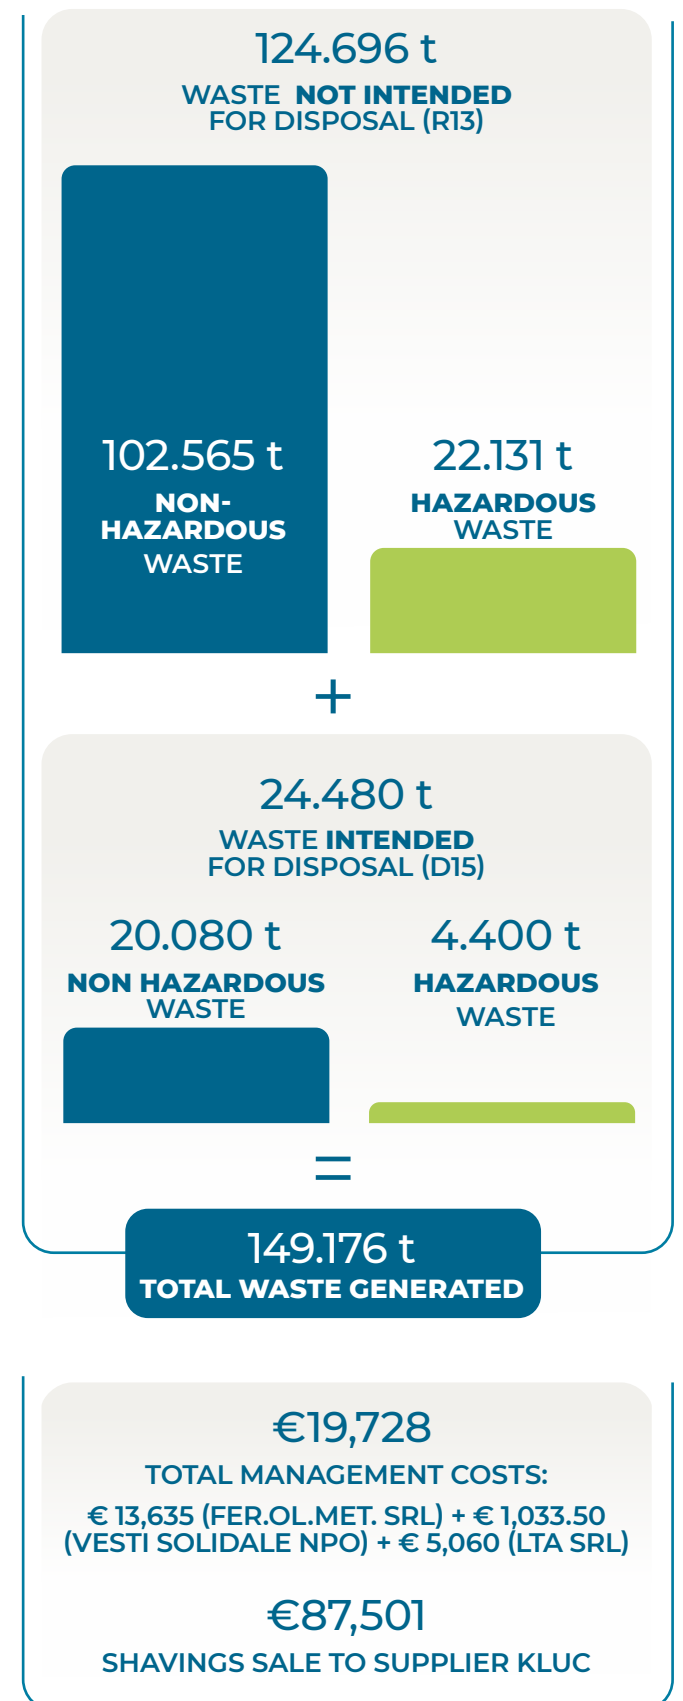 124.696 t
WASTE NOT INTENDED
FOR DISPOSAL (R13)
102.565 t
NON-
HAZARDOUS
WASTE
22.131 t
HAZARDOUS
WASTE
+
24.480 t
WASTE INTENDED
FOR DISPOSAL (D15)
20.080 t
NON HAZARDOUS
WASTE
4.400 t
HAZARDOUS
WASTE
=
149.176 t
TOTAL WASTE GENERATED
€19,728
TOTAL MANAGEMENT COSTS:
€ 13,635 (FER.OL.MET. SRL) + € 1,033.50
(VESTI SOLIDALE NPO) + € 5,060 (LTA SRL)
€87,501
SHAVINGS SALE TO SUPPLIER KLUC